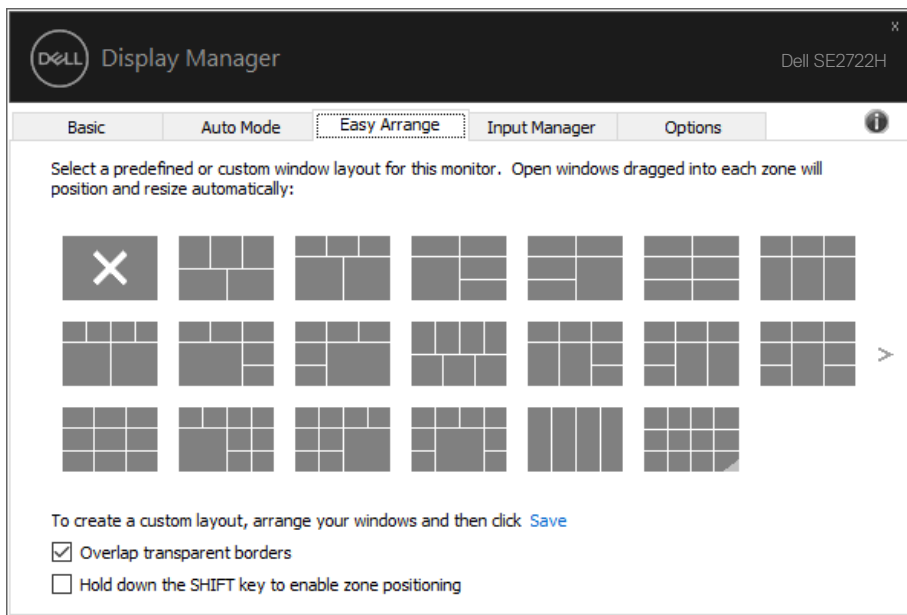 x
DELL Display Manager
Dell SE2722H
Basic Auto Mode Easy Arrange Input Manager Options
Select a predefined or custom window layout for this monitor. Open windows dragged into each zone will
position and resize automatically:
>
To create a custom layout, arrange your windows and then click Save
Overlap transparent borders
Hold down the SHIFT key to enable zone positioning